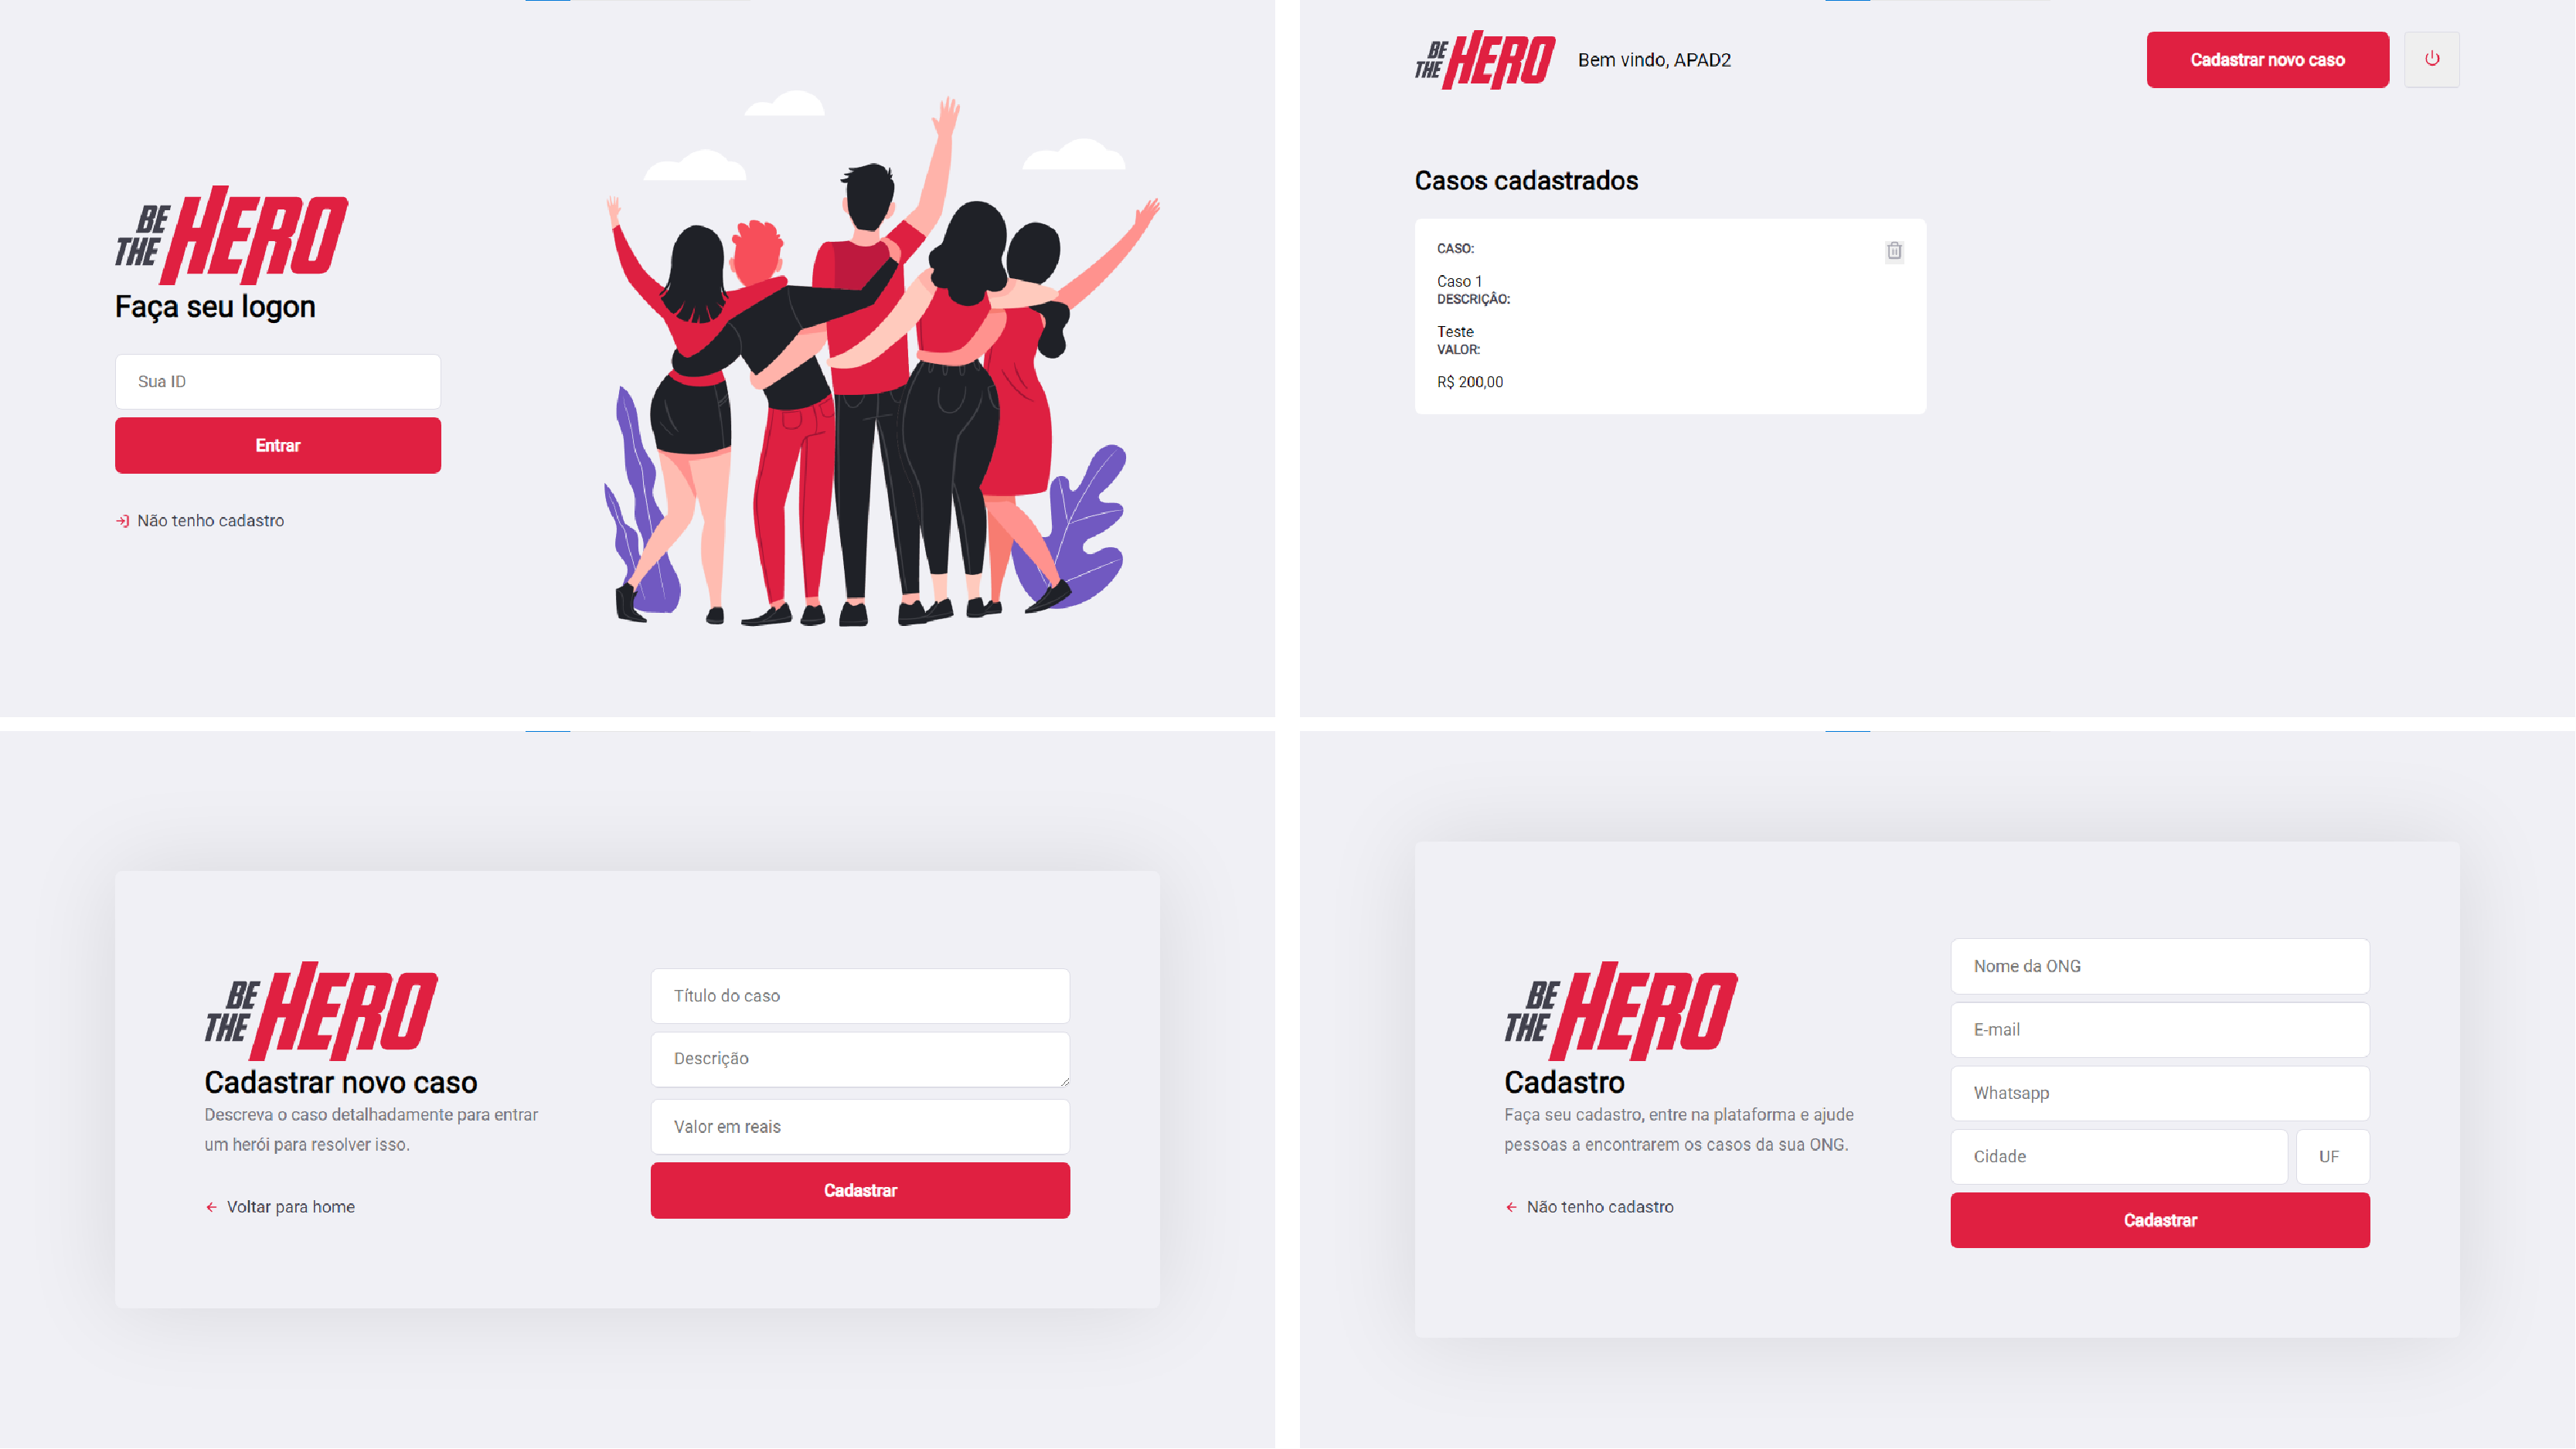 BE
THE HERO
Faça seu logon
Sua ID
Entrar
Não tenho cadastro
BE
THE HERO
Bem vindo, APAD2
Cadastrar novo caso
Casos cadastrados
CASO:
Caso 1
DESCRIÇÂO:
Teste
VALOR:
R$ 200,00
BE
THE HERO
Cadastrar novo caso
Descreva o caso detalhadamente para entrar
um herói para resolver isso.
Voltar para home
Título do caso
Descrição
Valor em reais
Cadastrar
BE
THE HERO
Cadastro
Faça seu cadastro, entre na plataforma e ajude
pessoas a encontrarem os casos da sua ONG.
Não tenho cadastro
Nome da ONG
E-mail
Whatsapp
Cidade
UF
Cadastrar